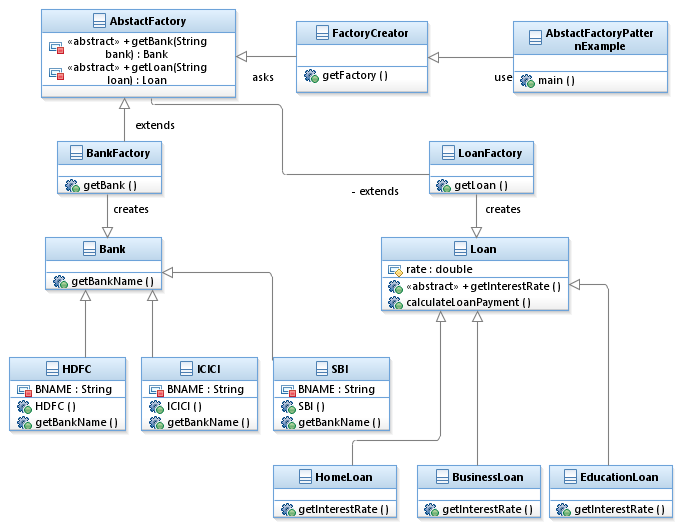 AbstactFactory
«abstract» +getBank(String
bank) : Bank
«abstract» +getLoan(String
loan) : Loan
FactoryCreator
getFactory ( )
AbstactFactoryPatter
nExample
main ( )
asks
use
extends
BankFactory
getBank ( )
LoanFactory
getLoan ( )
- extends
creates
creates
Bank
getBankName ( )
Loan
rate : double
«abstract» +getInterestRate ( )
calculateLoanPayment ( )
HDFC
BNAME : String
HDFC ( )
getBankName ( )
ICICI
BNAME : String
ICICI ( )
getBankName ( )
SBI
BNAME : String
SBI ( )
getBankName ( )
HomeLoan
getInterestRate ( )
BusinessLoan
getInterestRate ( )
EducationLoan
getInterestRate ( )